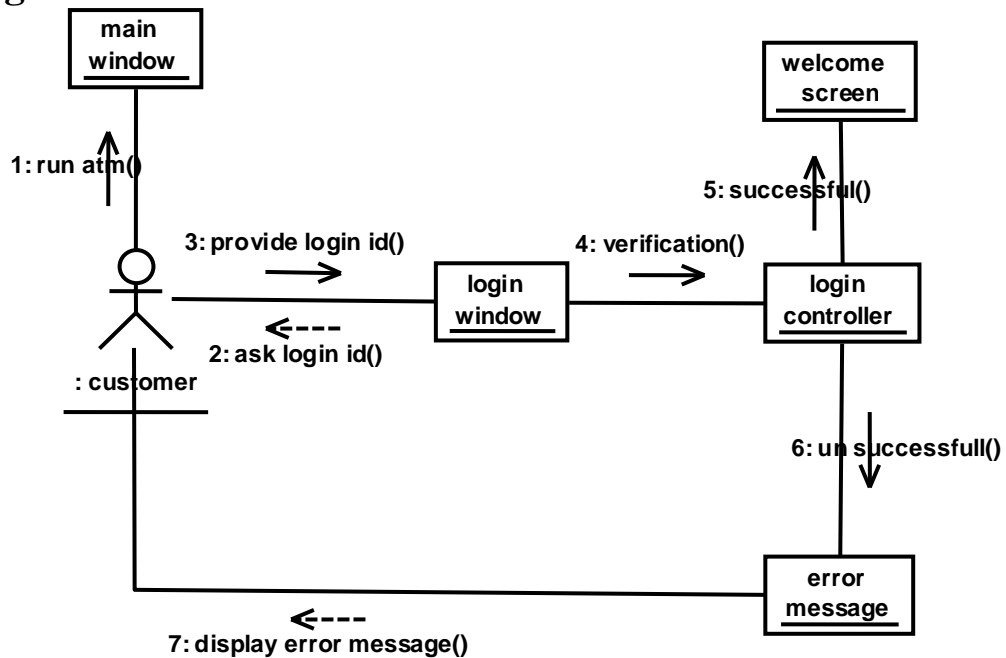 g
main
window
welcome
screen
1: run atm()
5: successful()
3: provide login id()
4: verification()
login
window
login
controller
2: ask login id()
: customer
6: un successfull()
error
message
7: display error message()